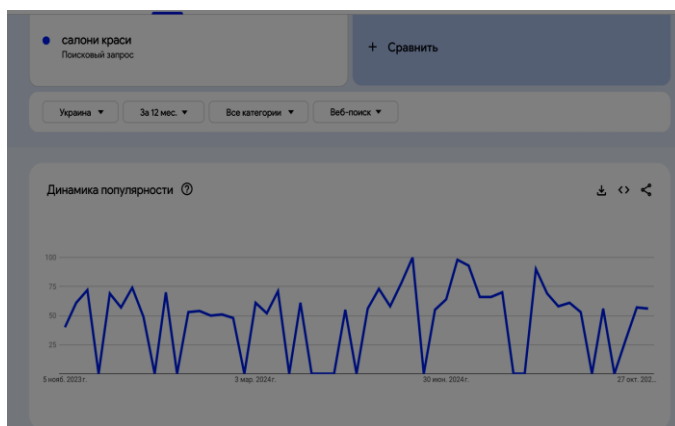 салони краси
Поисковый запрос
+ Сравнить
Украина ▼
За 12 мес. ▼
Все категории ▼
Веб-поиск ▼
Динамика популярности
100
75
50
25
5 нояб. 2023 г.
3 мар. 2024 г.
30 июн. 2024 г.
27 окт. 202...